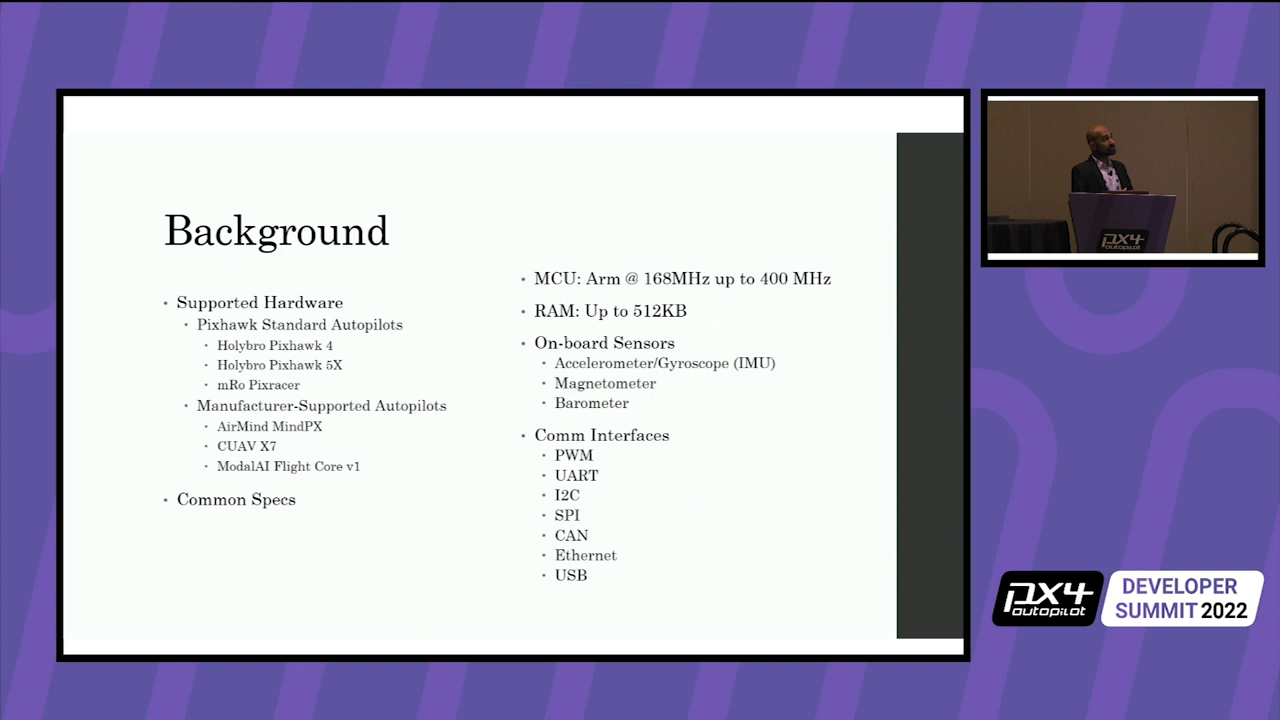 Background
Supported Hardware
Pixhawk Standard Autopilots
Holybro Pixhawk 4
Holybro Pixhawk 5X
mRo Pixracer
Manufacturer-Supported Autopilots
AirMind MindPX
CUAV X7
ModalAI Flight Core v1
Common Specs
MCU: Arm @ 168MHz up to 400 MHz
RAM: Up to 512KB
On-board Sensors
Accelerometer/Gyroscope (IMU)
Magnetometer
Barometer
Comm Interfaces
PWM
UART
I2C
SPI
CAN
Ethernet
USB
px4
autopilot
px4
autopilot
DEVELOPER
SUMMIT 2022